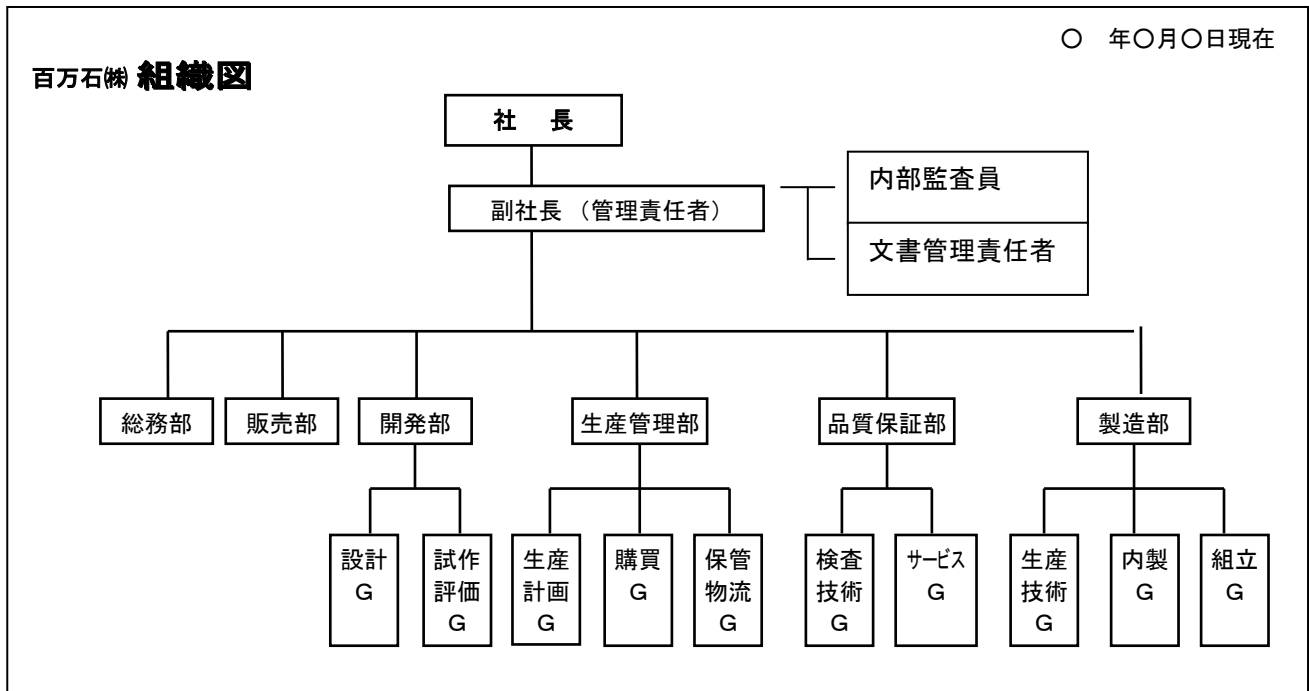 〇　年〇月〇日現在
百万石㈱ 組織図
社　長
副社長 （管理責任者）
内部監査員
文書管理責任者
総務部
販売部
開発部
生産管理部
品質保証部
製造部
設計
G
試作
評価
G
生産
計画
G
購買
G
保管
物流
G
検査
技術
G
ｻｰﾋﾞｽ
G
生産
技術
G
内製
G
組立
G